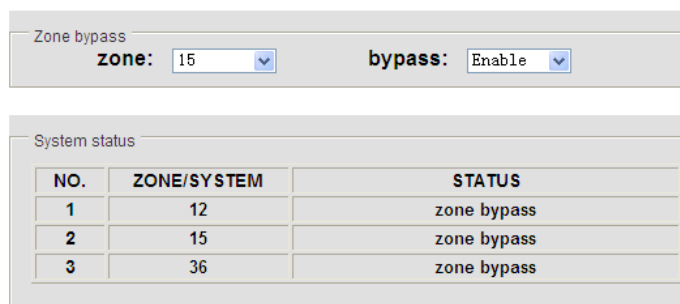 Zone bypass
zone: 15 bypass: Enable
System status
NO. ZONE/SYSTEM STATUS
1 12 zone bypass
2 15 zone bypass
3 36 zone bypass